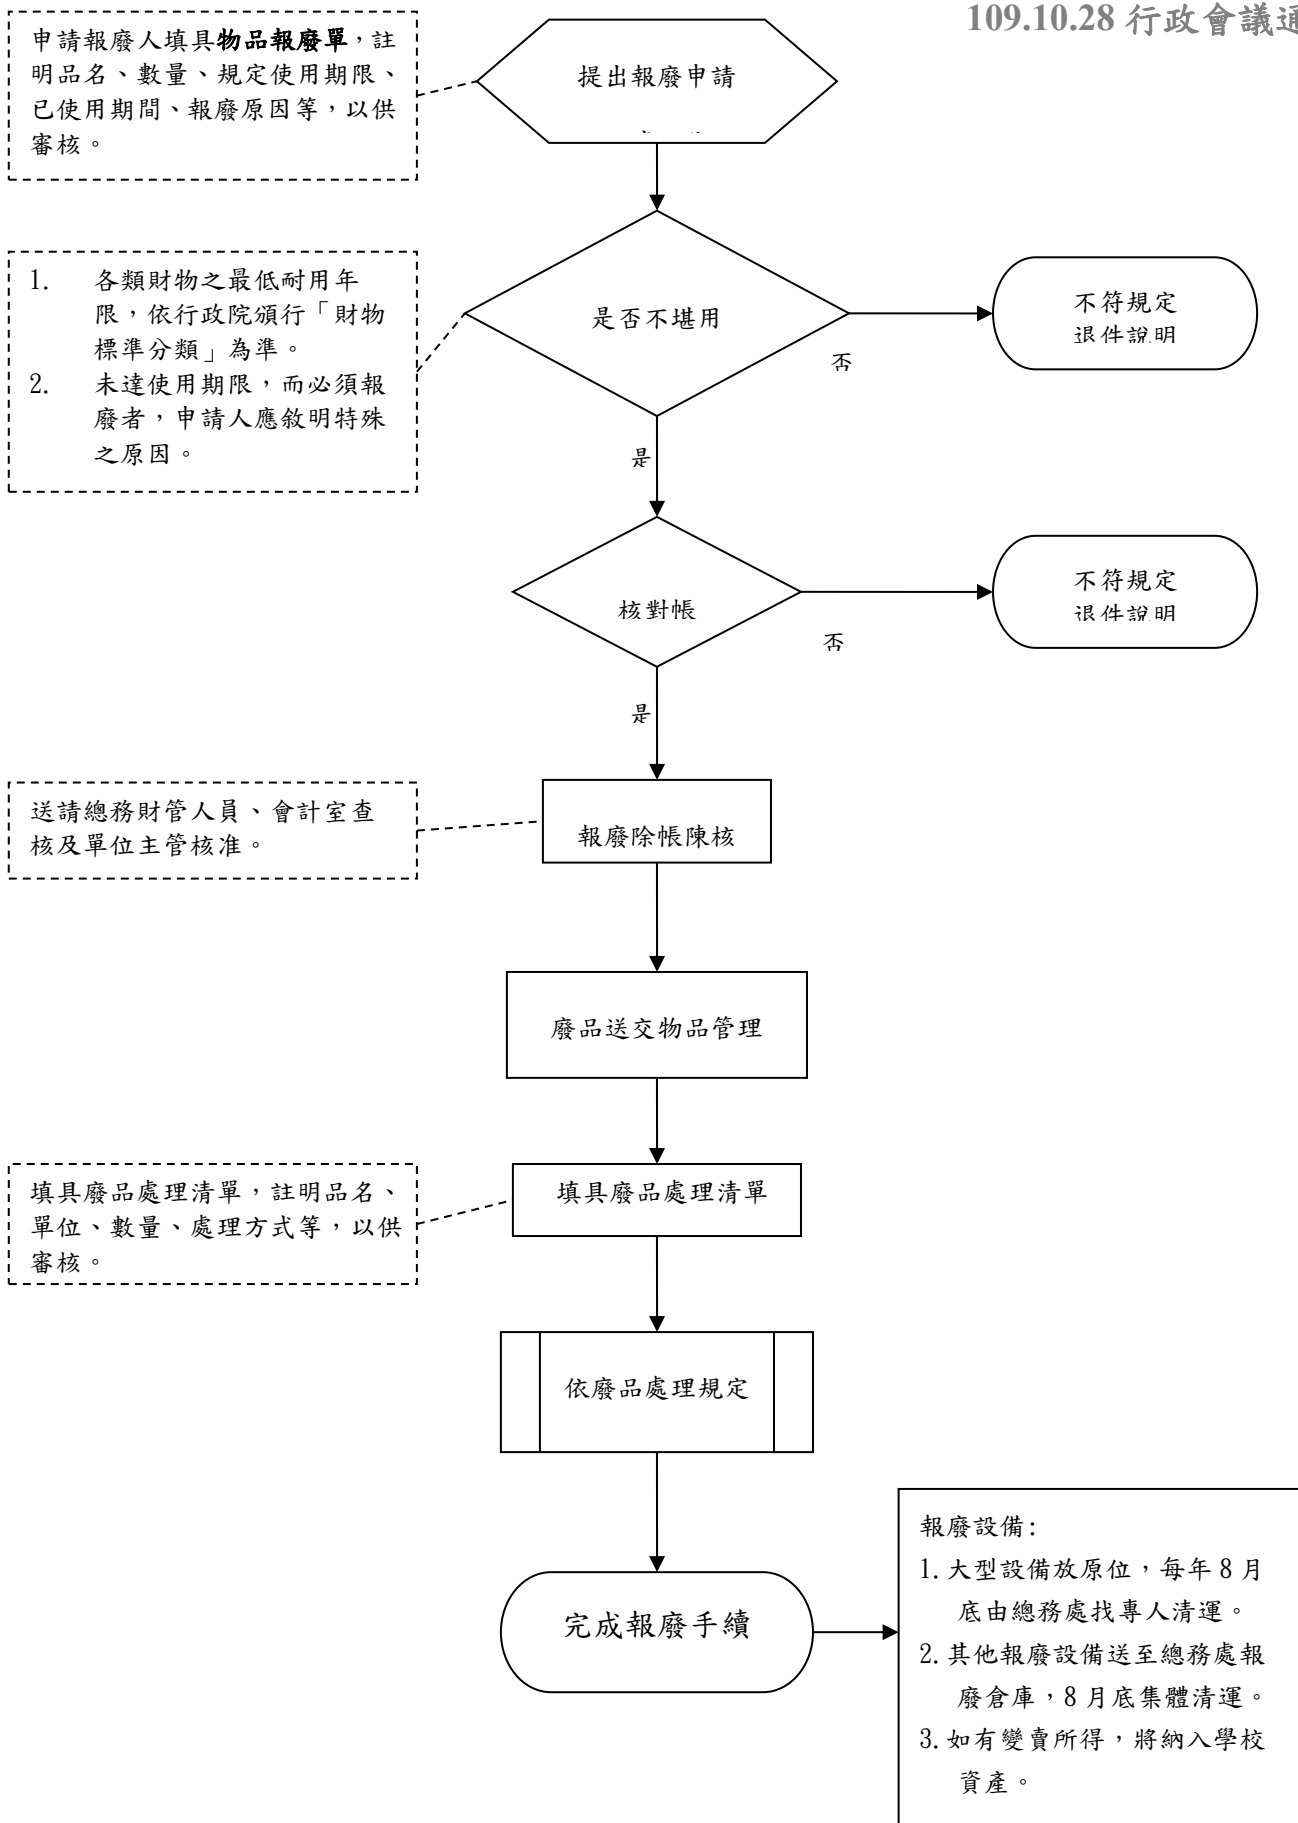 109.10.28 行政會議通
申請報廢人填具物品報廢單，註
明品名、數量、規定使用期限、
已使用期間、報廢原因等，以供
審核。
提出報廢申請
1. 各類財物之最低耐用年
限，依行政院頒行「財物
標準分類」為準。
2. 未達使用期限，而必須報
廢者，申請人應敘明特殊
之原因。
是否不堪用
否
不符規定
退件說明
是
核對帳
否
不符規定
退件說明
是
送請總務財管人員、會計室查
核及單位主管核准。
報廢除帳陳核
廢品送交物品管理
填具廢品處理清單，註明品名、
單位、數量、處理方式等，以供
審核。
填具廢品處理清單
依廢品處理規定
完成報廢手續
報廢設備:
1.大型設備放原位，每年 8 月
底由總務處找專人清運。
2.其他報廢設備送至總務處報
廢倉庫，8 月底集體清運。
3.如有變賣所得，將納入學校
資產。